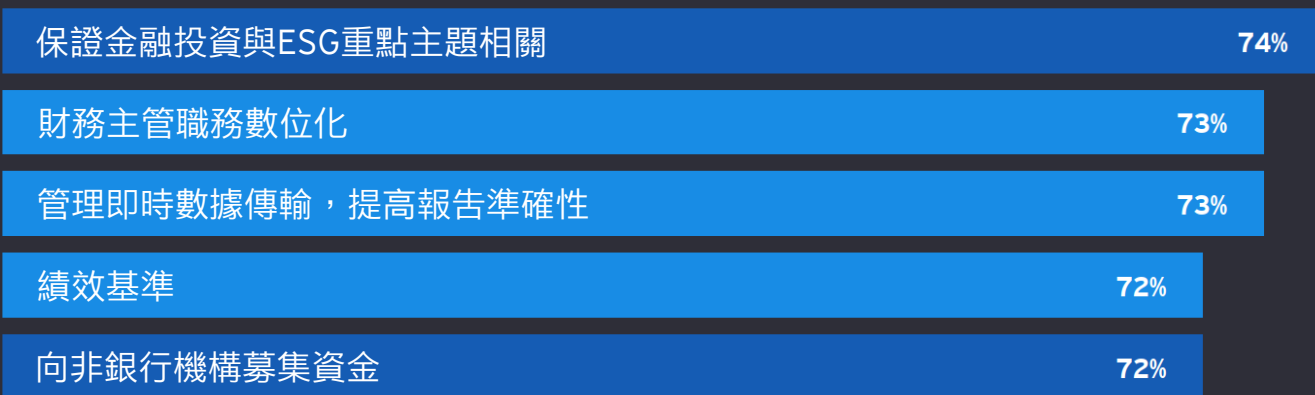 保證金融投資與ESG重點主題相關 74%
財務主管職務數位化 73%
管理即時數據傳輸，提高報告準確性 73%
績效基準 72%
向非銀行機構募集資金 72%